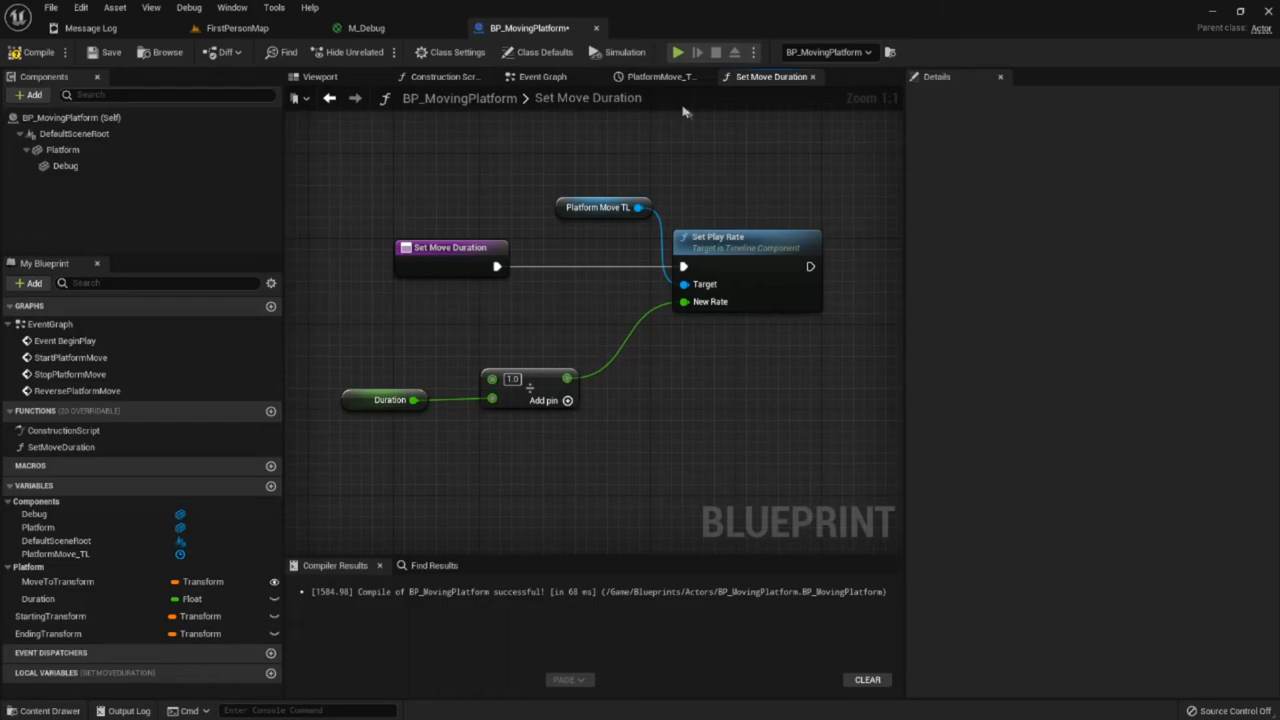 File Edit Asset View Debug Window Tools Help
Message Log FirstPersonMap M_Debug BP_MovingPlatform* Parent class: Actor
Compile Save Browse Diff Find Hide Unrelated Class Settings Class Defaults Simulation BP_MovingPlatform
Components Viewport Construction Scr... Event Graph PlatformMove_T... Set Move Duration Details
Add Search BP_MovingPlatform > Set Move Duration Zoom 1:1
BP_MovingPlatform (Self)
DefaultSceneRoot
Platform
Debug
Platform Move TL
Set Move Duration
Set Play Rate
Target is Timeline Component
Target
New Rate
1.0
÷
Duration
Add pin
BLUEPRINT
My Blueprint
Add Search
GRAPHS
EventGraph
Event BeginPlay
StartPlatformMove
StopPlatformMove
ReversePlatformMove
FUNCTIONS (20 OVERRIDABLE)
ConstructionScript
SetMoveDuration
MACROS
VARIABLES
Components
Debug
Platform
DefaultSceneRoot
PlatformMove_TL
Platform
MoveToTransform Transform
Duration Float
StartingTransform Transform
EndingTransform Transform
EVENT DISPATCHERS
LOCAL VARIABLES (SETMOVEDURATION)
Compiler Results Find Results
[1584.98] Compile of BP_MovingPlatform successful! [in 68 ms] (/Game/Blueprints/Actors/BP_MovingPlatform.BP_MovingPlatform)
PAGE CLEAR
Content Drawer Output Log Cmd Enter Console Command Source Control Off